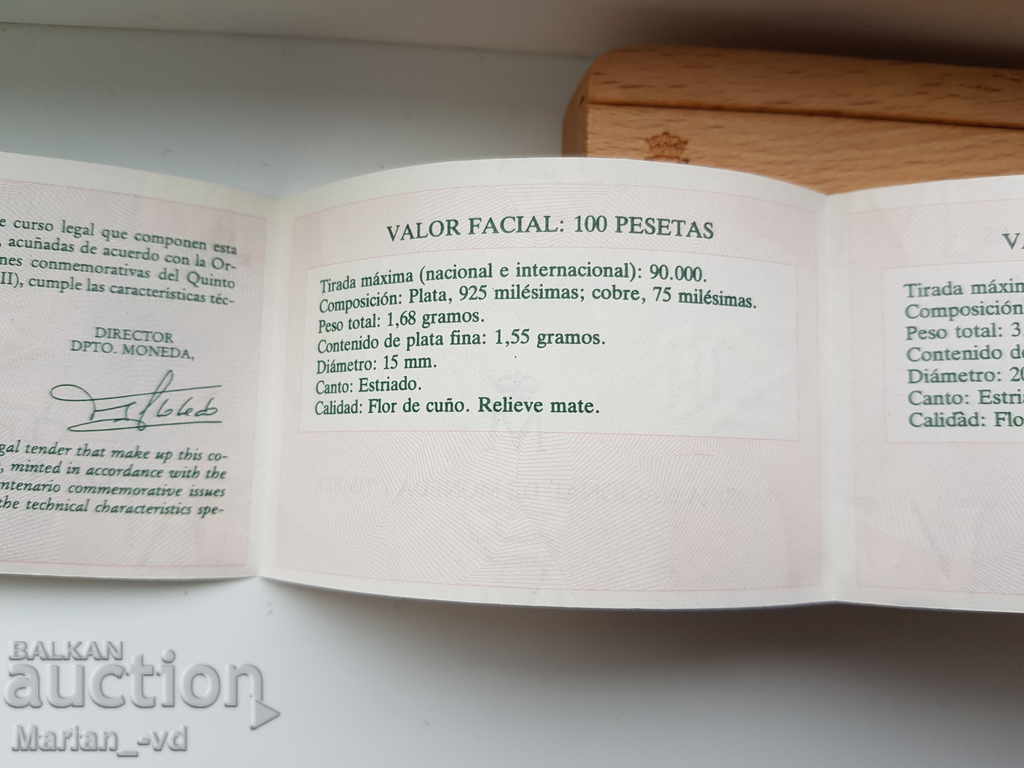 e curso legal que componen esta
, acuñadas de acuerdo con la Or-
nes conmemorativas del Quinto
II), cumple las características téc-
DIRECTOR
DPTO. MONEDA,
gal tender that make up this co-
, minted in accordance with the
ntenario commemorative issues
the technical characteristics spe-
VALOR FACIAL: 100 PESETAS
Tirada máxima (nacional e internacional): 90.000.
Composición: Plata, 925 milésimas; cobre, 75 milésimas.
Peso total: 1,68 gramos.
Contenido de plata fina: 1,55 gramos.
Diámetro: 15 mm.
Canto: Estriado.
Calidad: Flor de cuño. Relieve mate.
VA
Tirada máxim
Composición
Peso total: 3,
Contenido de
Diámetro: 20
Canto: Estri
Calidad: Flo
BALKAN
auction
Marian_-vd